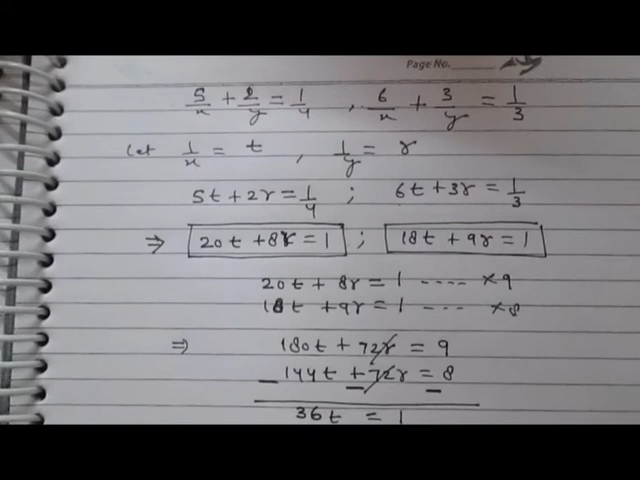 Page No. ______
5/x + 2/y = 1/4 , 6/x + 3/y = 1/3
Let 1/x = t , 1/y = r
5t + 2r = 1/4 ; 6t + 3r = 1/3
⇒ 20t + 8r = 1 ; 18t + 9r = 1
20t + 8r = 1 ---- ×9
18t + 9r = 1 --- ×8
⇒ 180t + 72r = 9
- 144t + 72r = 8
- -
36t = 1